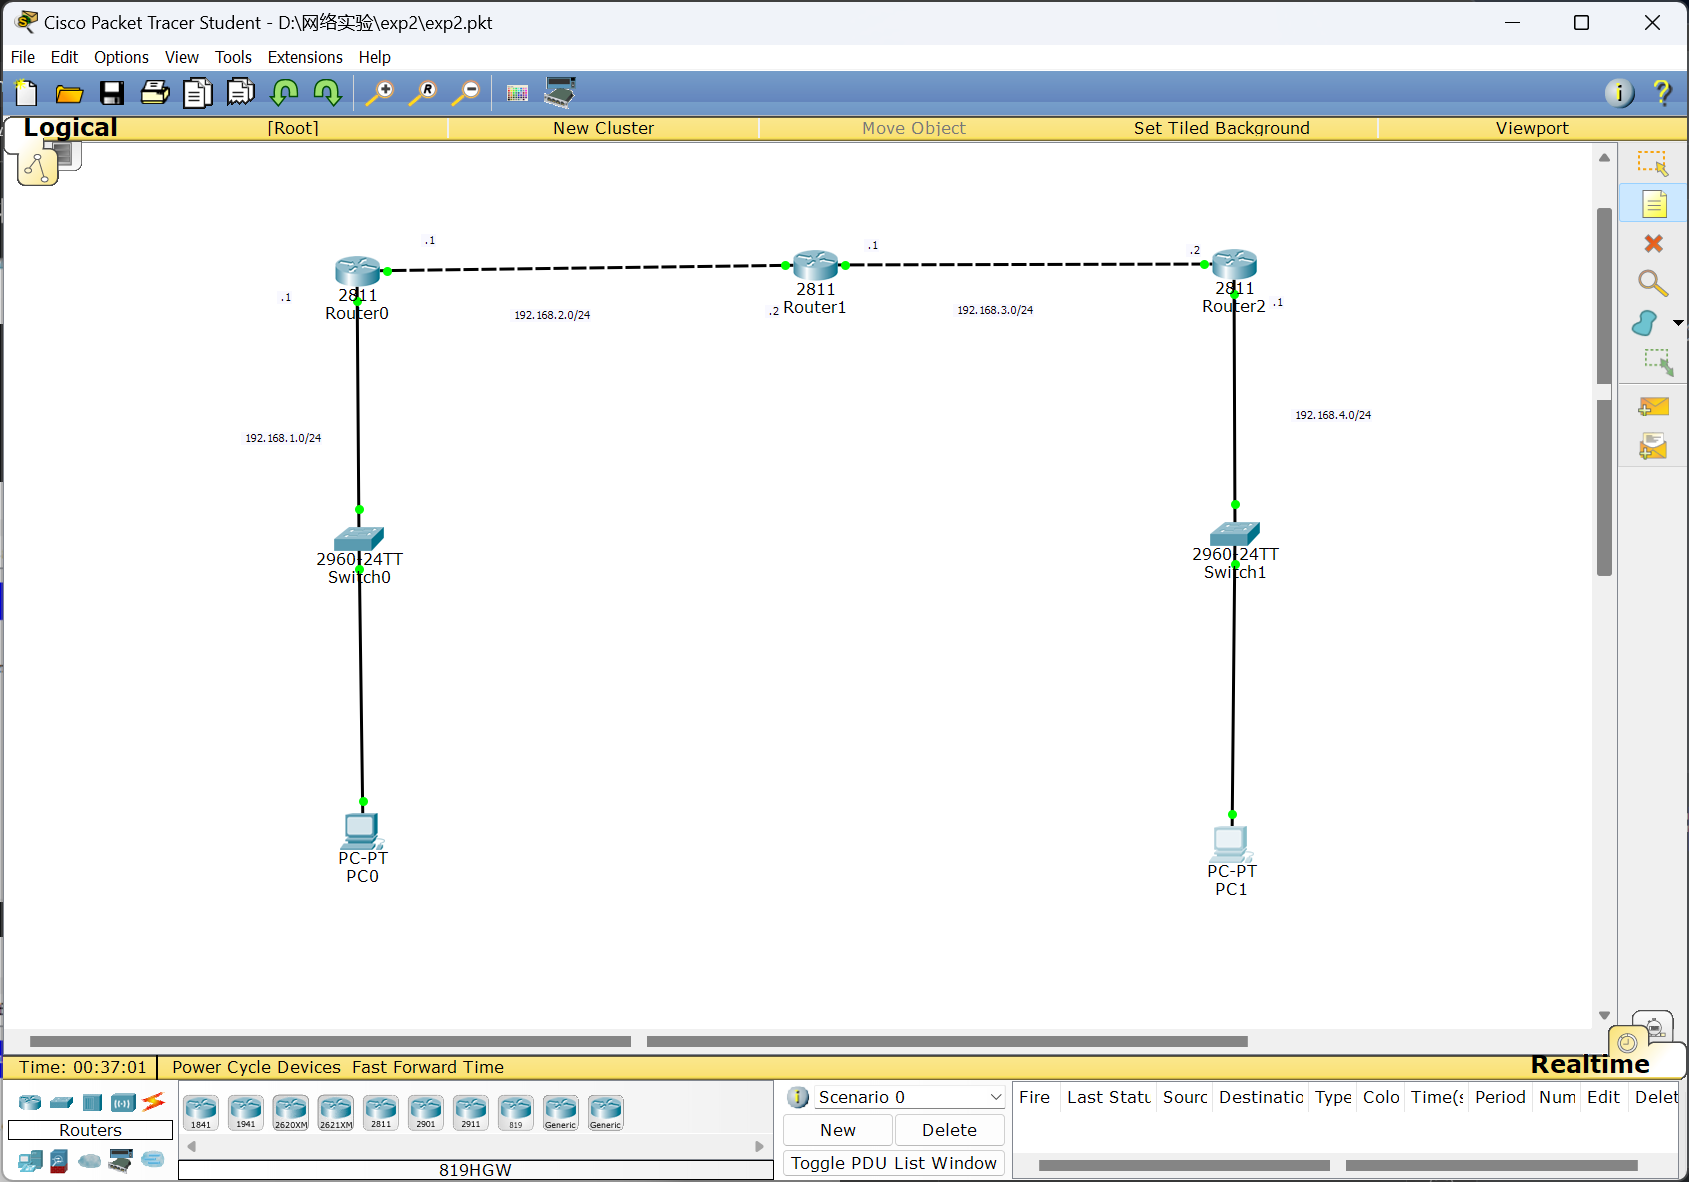 Cisco Packet Tracer Student - D:\网络实验\exp2\exp2.pkt
File Edit Options View Tools Extensions Help
Logical [Root] New Cluster Move Object Set Tiled Background Viewport
.1
.1
.2
2811
Router0
.1
2811
Router1
.2
2811
Router2
.1
192.168.2.0/24
192.168.3.0/24
192.168.1.0/24
192.168.4.0/24
2960-24TT
Switch0
2960-24TT
Switch1
PC-PT
PC0
PC-PT
PC1
Time: 00:37:01 Power Cycle Devices Fast Forward Time
Realtime
Routers
1841 1941 2620XM 2621XM 2811 2901 2911 819 Generic Generic
819HGW
Scenario 0
New Delete
Toggle PDU List Window
Fire Last Statu Sourc Destinatio Type Colo Time(s Period Num Edit Delet